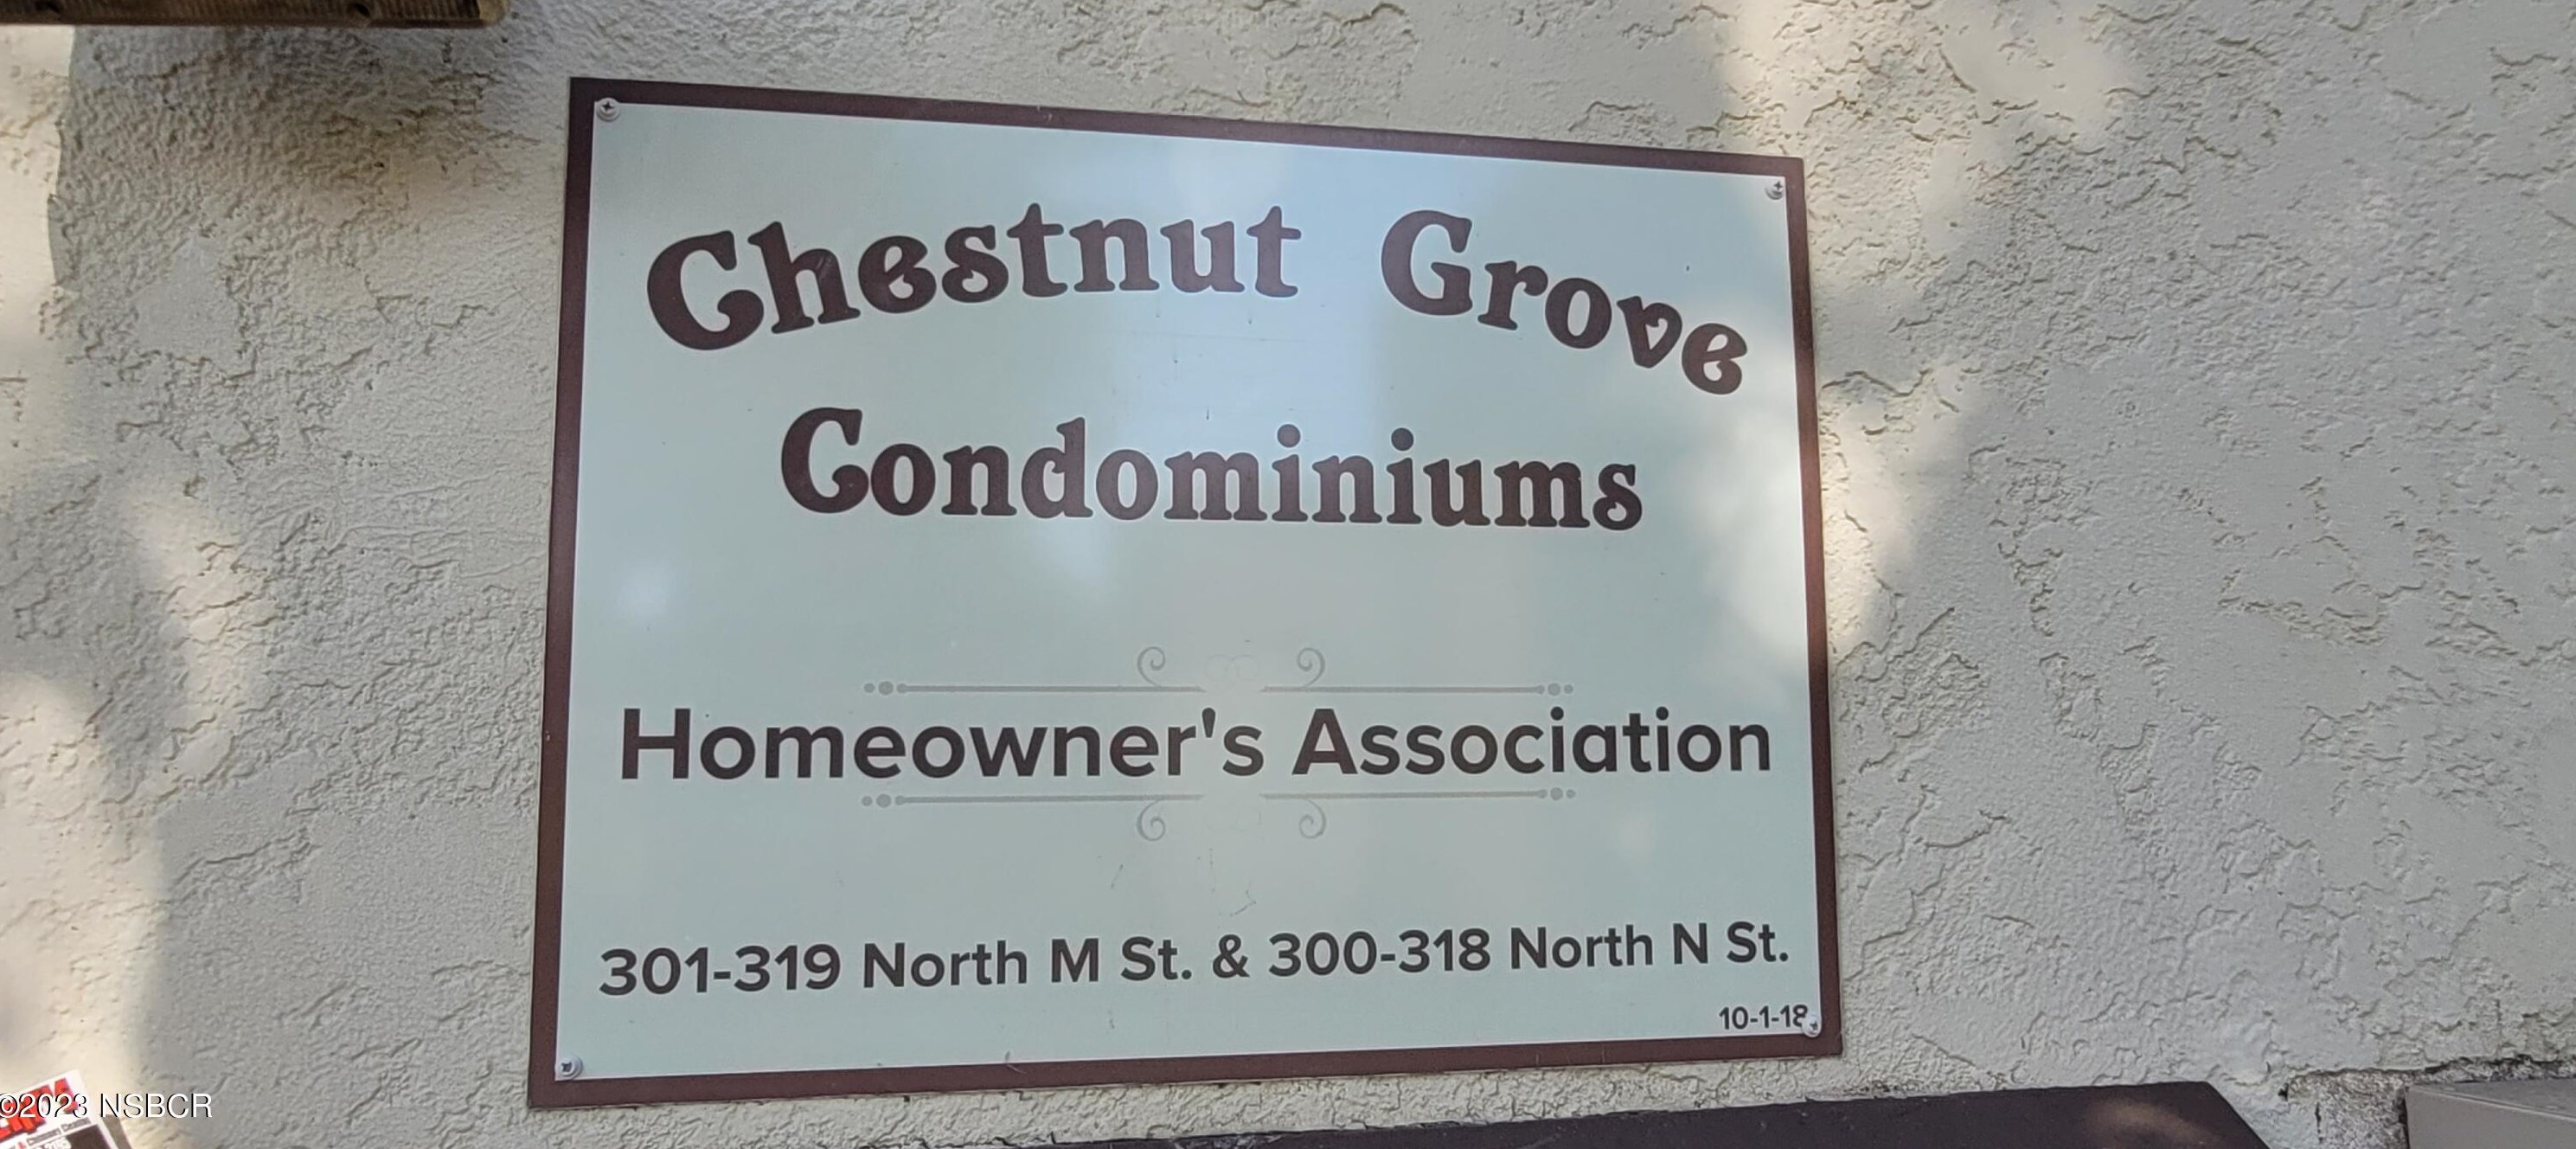 Chestnut Grove
Condominiums
Homeowner's Association
301-319 North M St. & 300-318 North N St.
10-1-18
©2023 NSBCR